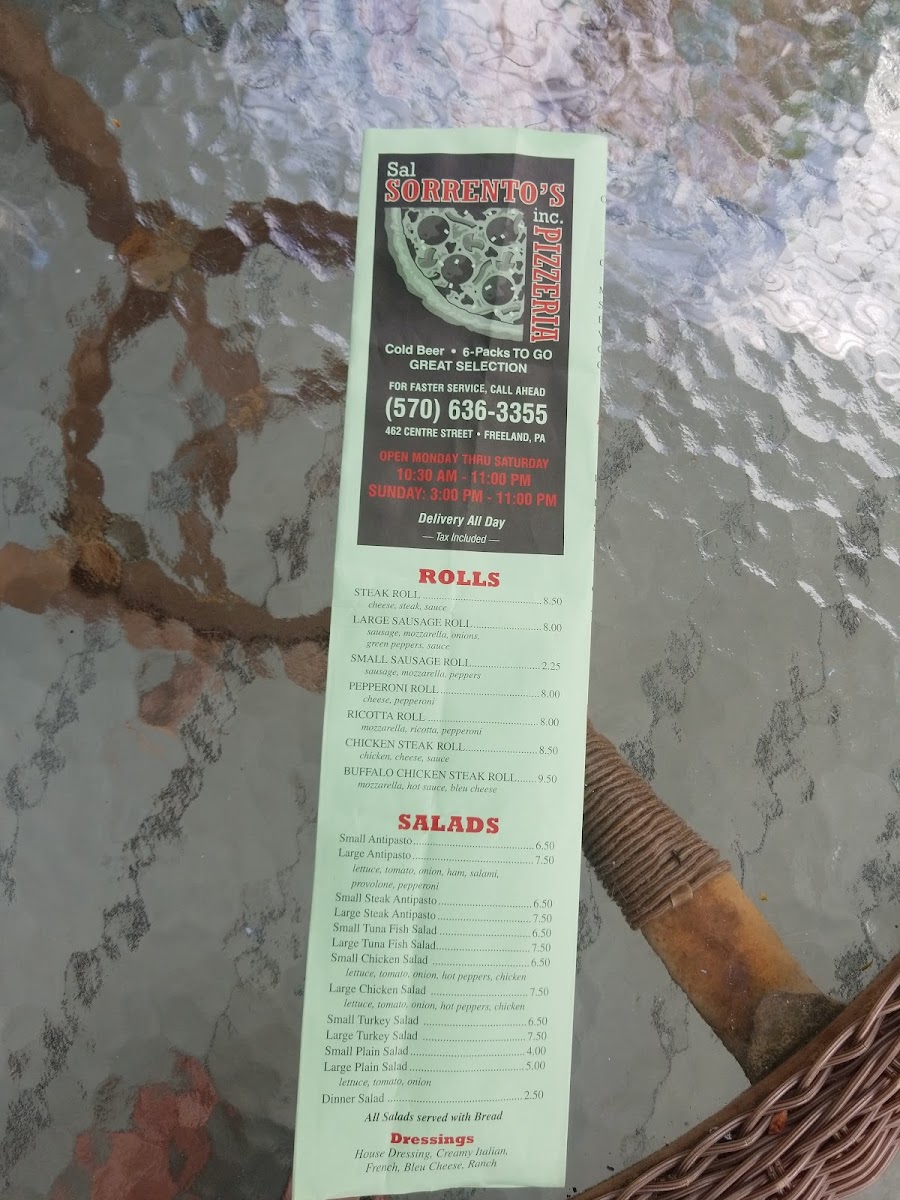 Sal
SORRENTO'S
inc.
PIZZERIA
Cold Beer • 6-Packs TO GO
GREAT SELECTION
FOR FASTER SERVICE, CALL AHEAD
(570) 636-3355
462 CENTRE STREET • FREELAND, PA
OPEN MONDAY THRU SATURDAY
10:30 AM - 11:00 PM
SUNDAY: 3:00 PM - 11:00 PM
Delivery All Day
— Tax Included —
ROLLS
STEAK ROLL ........................................8.50
cheese, steak, sauce
LARGE SAUSAGE ROLL.......................8.00
sausage, mozzarella, onions,
green peppers, sauce
SMALL SAUSAGE ROLL.......................2.25
sausage, mozzarella, peppers
PEPPERONI ROLL .................................8.00
cheese, pepperoni
RICOTTA ROLL .....................................8.00
mozzarella, ricotta, pepperoni
CHICKEN STEAK ROLL........................8.50
chicken, cheese, sauce
BUFFALO CHICKEN STEAK ROLL.......9.50
mozzarella, hot sauce, bleu cheese
SALADS
Small Antipasto.........................................6.50
Large Antipasto.........................................7.50
lettuce, tomato, onion, ham, salami,
provolone, pepperoni
Small Steak Antipasto................................6.50
Large Steak Antipasto................................7.50
Small Tuna Fish Salad...............................6.50
Large Tuna Fish Salad...............................7.50
Small Chicken Salad .................................6.50
lettuce, tomato, onion, hot peppers, chicken
Large Chicken Salad .................................7.50
lettuce, tomato, onion, hot peppers, chicken
Small Turkey Salad ...................................6.50
Large Turkey Salad ...................................7.50
Small Plain Salad.......................................4.00
Large Plain Salad.......................................5.00
lettuce, tomato, onion
Dinner Salad ..............................................2.50
All Salads served with Bread
Dressings
House Dressing, Creamy Italian,
French, Bleu Cheese, Ranch